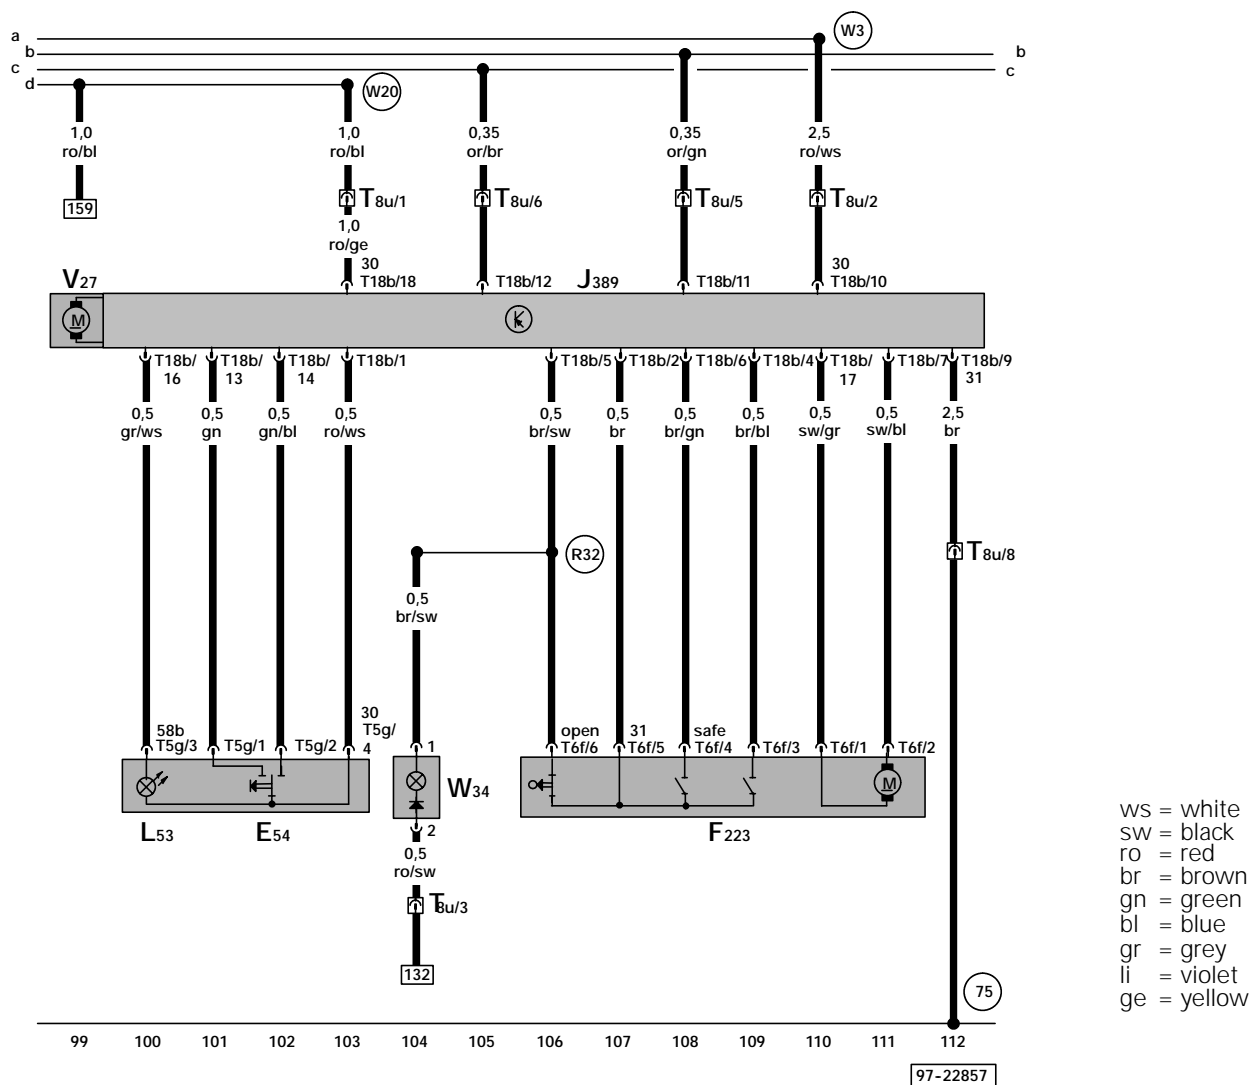 a
W3
b b
c c
d
W20
1,0 1,0 0,35 0,35 2,5
ro/bl ro/bl or/br or/gn ro/ws
159 T8u/1 T8u/6 T8u/5 T8u/2
1,0
ro/ge
30 30
V27 T18b/18 T18b/12 J389 T18b/11 T18b/10
M
T18b/ T18b/ T18b/ T18b/1 T18b/5 T18b/2 T18b/6 T18b/4 T18b/ T18b/7 T18b/9
16 13 14 17 31
0,5 0,5 0,5 0,5 0,5 0,5 0,5 0,5 0,5 0,5 2,5
gr/ws gn gn/bl ro/ws br/sw br br/gn br/bl sw/gr sw/bl br
R32 T8u/8
0,5
br/sw
58b 30 open 31 safe
T5g/3 T5g/1 T5g/2 T5g/ T6f/6 T6f/5 T6f/4 T6f/3 T6f/1 T6f/2
4 1
W34 M
L53 E54 2 F223
0,5
ro/sw
T8u/3
132
75
99 100 101 102 103 104 105 106 107 108 109 110 111 112
97-22857
ws = white
sw = black
ro = red
br = brown
gn = green
bl = blue
gr = grey
li = violet
ge = yellow